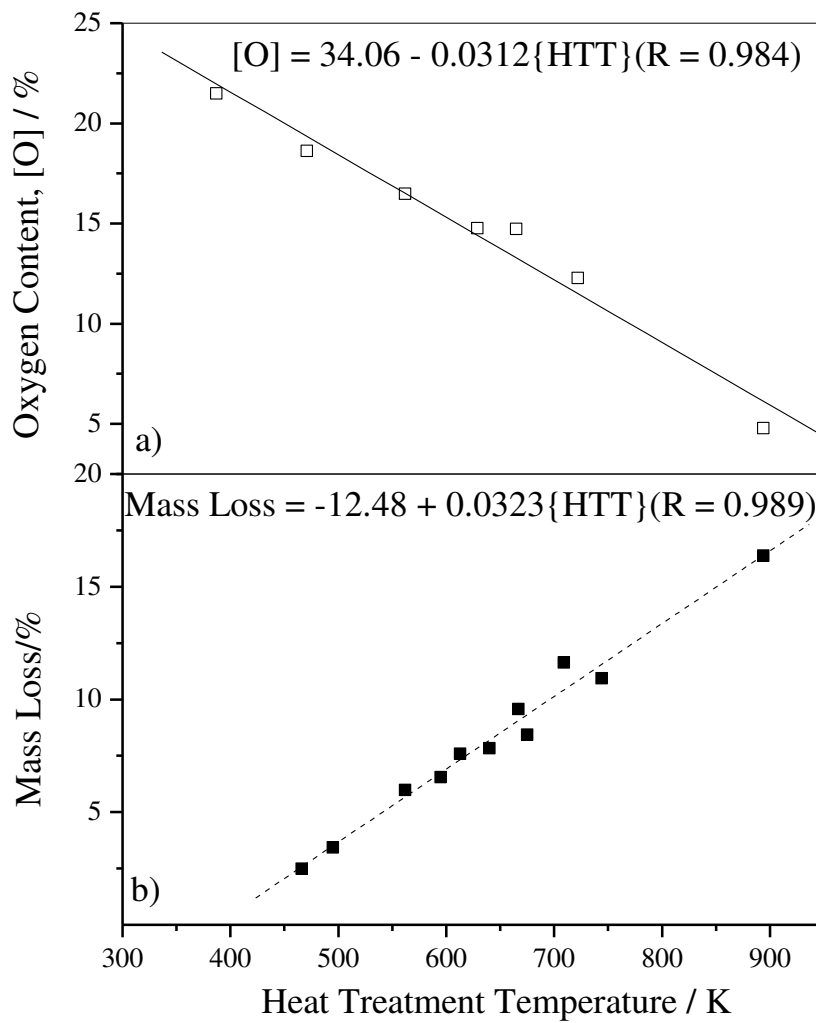 25
[O] = 34.06 - 0.0312{HTT}(R = 0.984)
20
15
10
5
Oxygen Content, [O] / %
a)
20
Mass Loss = -12.48 + 0.0323{HTT}(R = 0.989)
15
10
5
Mass Loss/%
b)
300 400 500 600 700 800 900
Heat Treatment Temperature / K